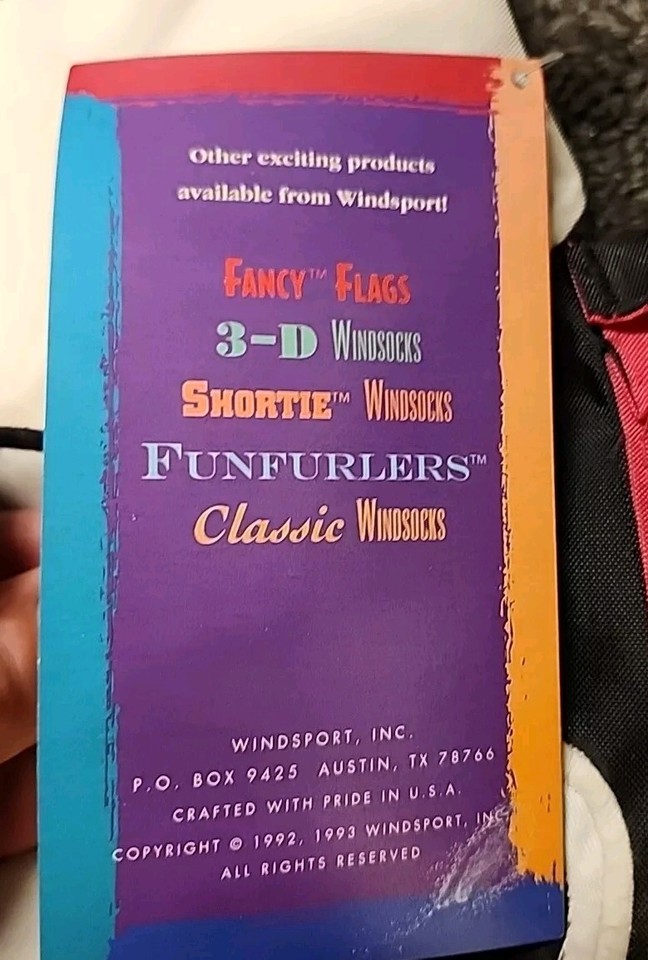 Other exciting products
available from Windsport!
FANCY™ FLAGS
3-D WINDSOCKS
SHORTIE™ WINDSOCKS
FUNFURLERS™
Classic WINDSOCKS
WINDSPORT, INC.
P.O. BOX 9425 AUSTIN, TX 78766
CRAFTED WITH PRIDE IN U.S.A.
COPYRIGHT © 1992, 1993 WINDSPORT, INC
ALL RIGHTS RESERVED